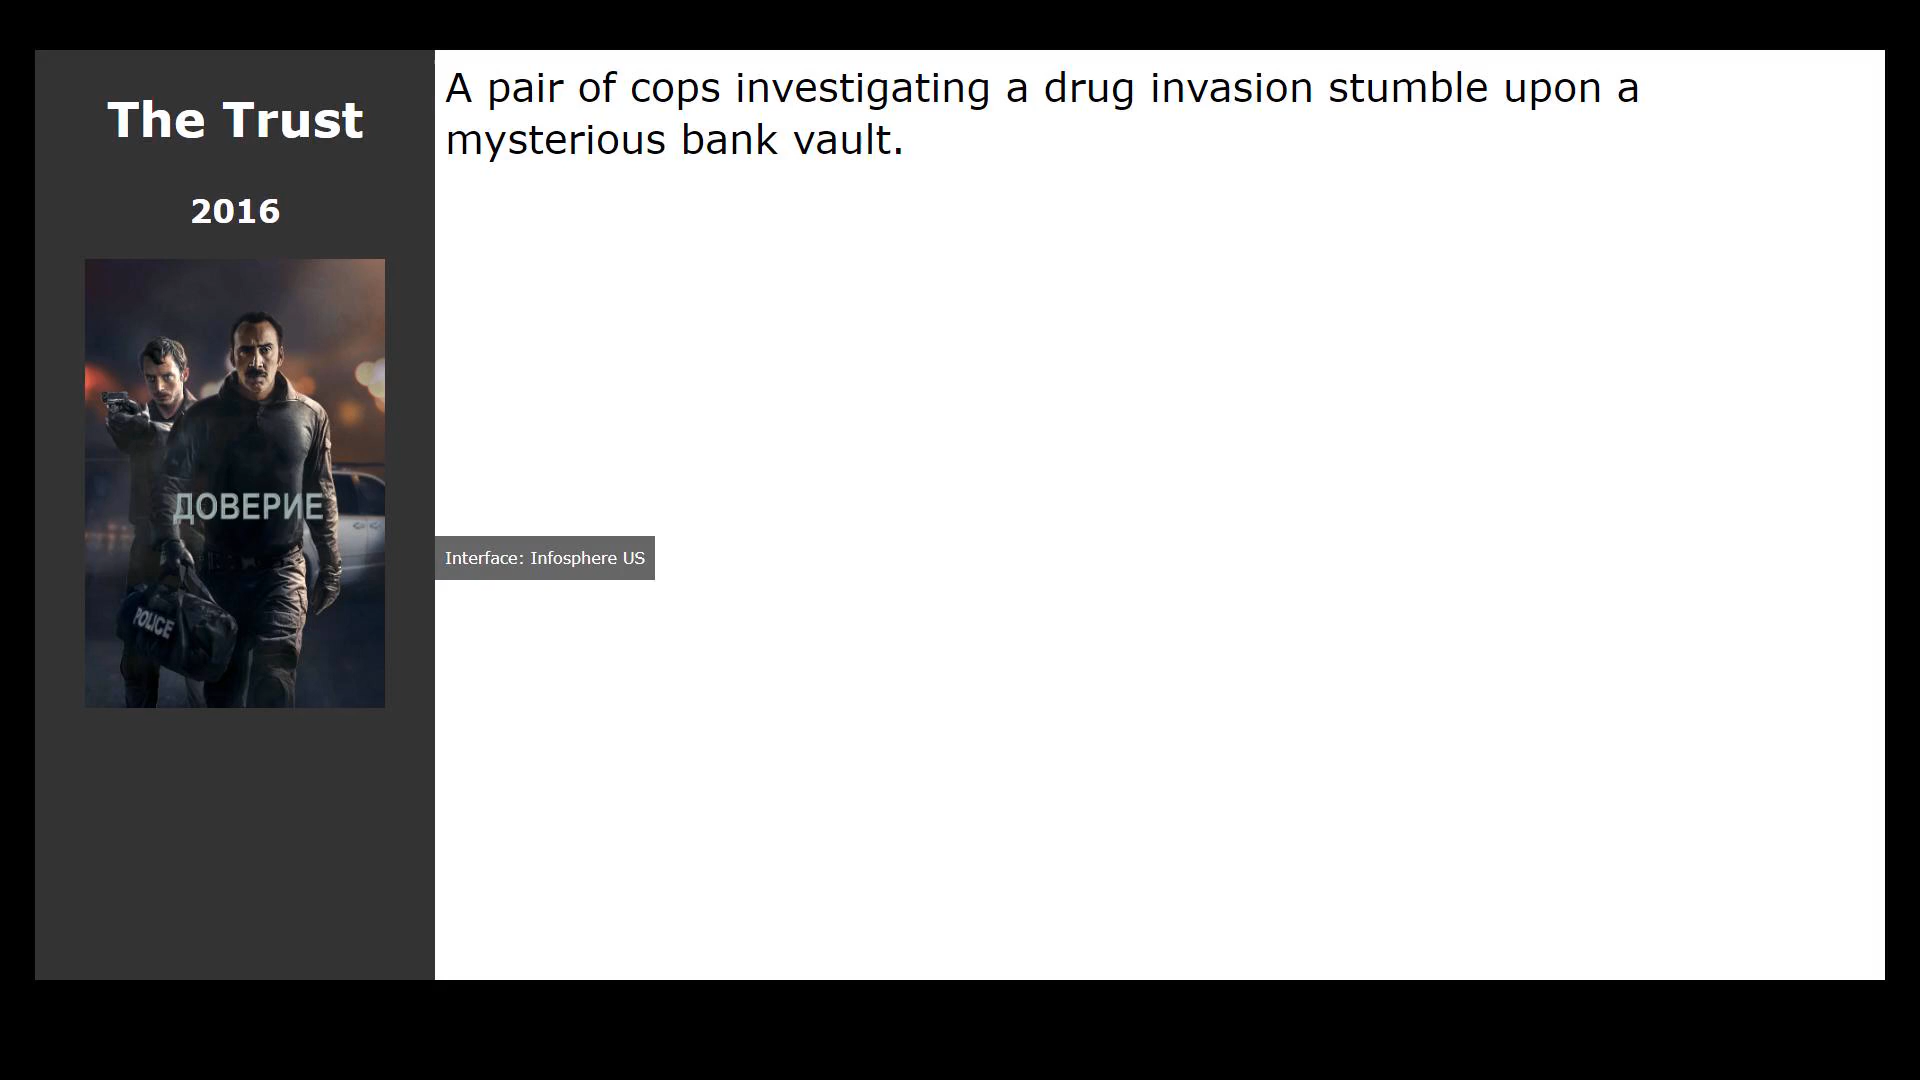 The Trust
2016
ДОВЕРИЕ
POLICE
A pair of cops investigating a drug invasion stumble upon a
mysterious bank vault.
Interface: Infosphere US